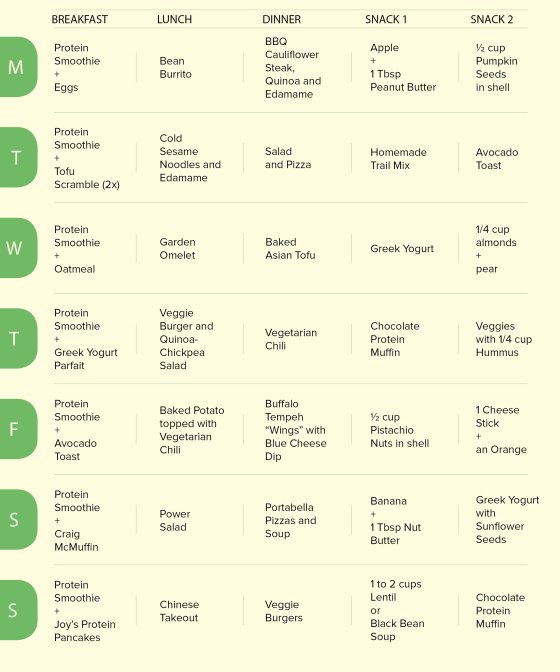 BREAKFAST LUNCH DINNER SNACK 1 SNACK 2
M
Protein
Smoothie
+
Eggs
Bean
Burrito
BBQ
Cauliflower
Steak,
Quinoa and
Edamame
Apple
+
1 Tbsp
Peanut Butter
½ cup
Pumpkin
Seeds
in shell
T
Protein
Smoothie
+
Tofu
Scramble (2x)
Cold
Sesame
Noodles and
Edamame
Salad
and Pizza
Homemade
Trail Mix
Avocado
Toast
W
Protein
Smoothie
+
Oatmeal
Garden
Omelet
Baked
Asian Tofu
Greek Yogurt
1/4 cup
almonds
+
pear
T
Protein
Smoothie
+
Greek Yogurt
Parfait
Veggie
Burger and
Quinoa-
Chickpea
Salad
Vegetarian
Chili
Chocolate
Protein
Muffin
Veggies
with 1/4 cup
Hummus
F
Protein
Smoothie
+
Avocado
Toast
Baked Potato
topped with
Vegetarian
Chili
Buffalo
Tempeh
“Wings” with
Blue Cheese
Dip
½ cup
Pistachio
Nuts in shell
1 Cheese
Stick
+
an Orange
S
Protein
Smoothie
+
Craig
McMuffin
Power
Salad
Portabella
Pizzas and
Soup
Banana
+
1 Tbsp Nut
Butter
Greek Yogurt
with
Sunflower
Seeds
S
Protein
Smoothie
+
Joy's Protein
Pancakes
Chinese
Takeout
Veggie
Burgers
1 to 2 cups
Lentil
or
Black Bean
Soup
Chocolate
Protein
Muffin